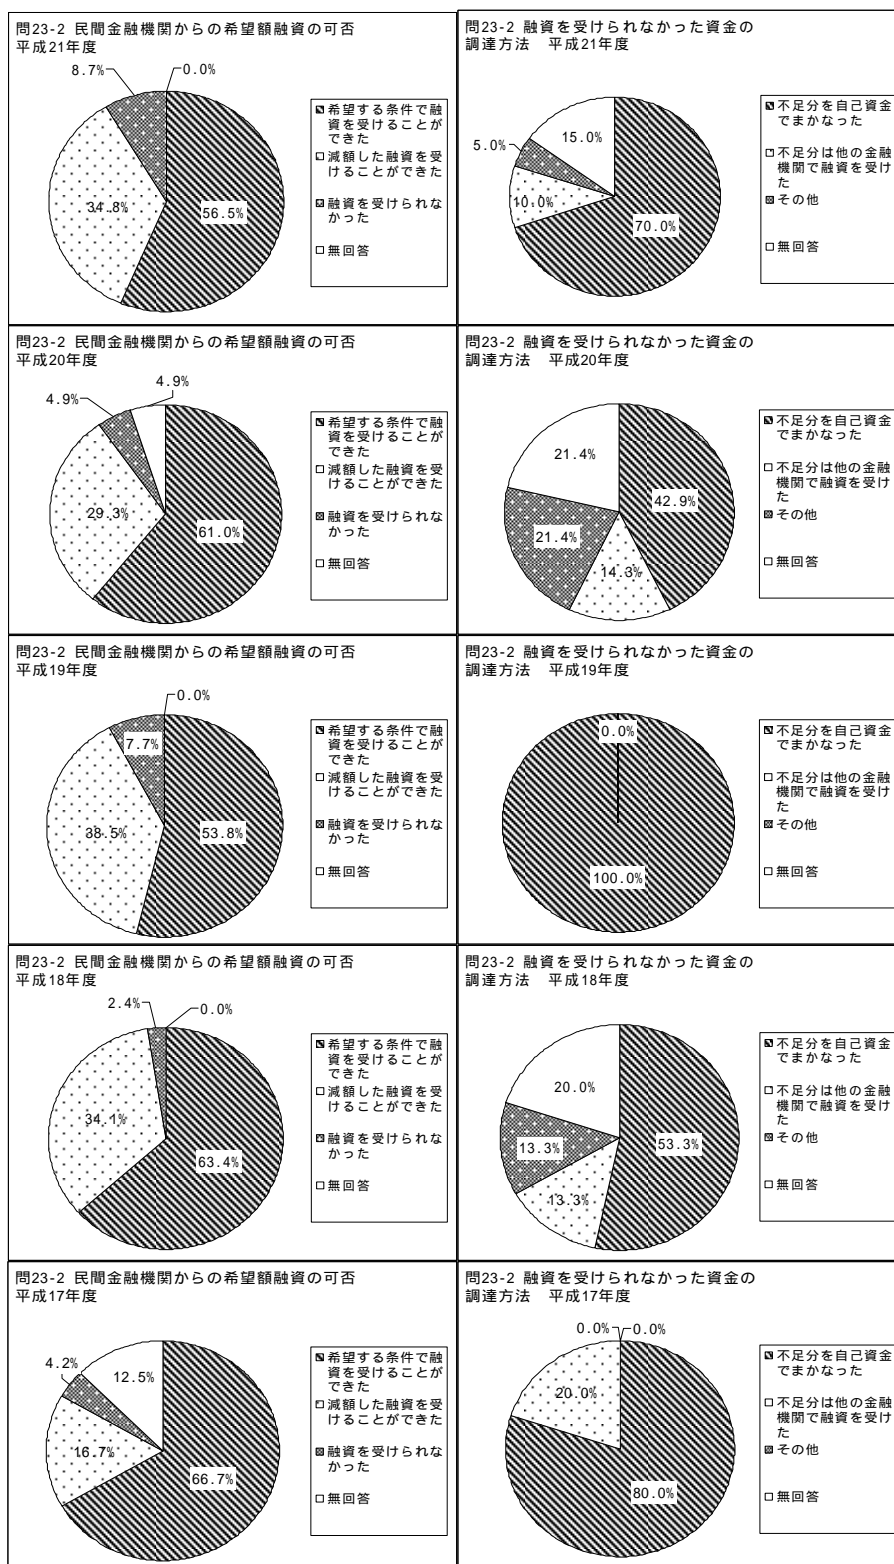 問23-2 民間金融機関からの希望額融資の可否
平成21年度
8.7%
0.0%
34.8%
56.5%
希望する条件で融
資を受けることが
できた
減額した融資を受
けることができた
融資を受けられな
かった
無回答
問23-2 融資を受けられなかった資金の
調達方法　平成21年度
15.0%
5.0%
10.0%
70.0%
不足分を自己資金
でまかなった
不足分は他の金融
機関で融資を受け
た
その他
無回答
問23-2 民間金融機関からの希望額融資の可否
平成20年度
4.9%
4.9%
29.3%
61.0%
希望する条件で融
資を受けることが
できた
減額した融資を受
けることができた
融資を受けられな
かった
無回答
問23-2 融資を受けられなかった資金の
調達方法　平成20年度
21.4%
42.9%
21.4%
14.3%
不足分を自己資金
でまかなった
不足分は他の金融
機関で融資を受け
た
その他
無回答
問23-2 民間金融機関からの希望額融資の可否
平成19年度
0.0%
7.7%
38.5%
53.8%
希望する条件で融
資を受けることが
できた
減額した融資を受
けることができた
融資を受けられな
かった
無回答
問23-2 融資を受けられなかった資金の
調達方法　平成19年度
0.0%
100.0%
不足分を自己資金
でまかなった
不足分は他の金融
機関で融資を受け
た
その他
無回答
問23-2 民間金融機関からの希望額融資の可否
平成18年度
2.4%
0.0%
34.1%
63.4%
希望する条件で融
資を受けることが
できた
減額した融資を受
けることができた
融資を受けられな
かった
無回答
問23-2 融資を受けられなかった資金の
調達方法　平成18年度
20.0%
53.3%
13.3%
13.3%
不足分を自己資金
でまかなった
不足分は他の金融
機関で融資を受け
た
その他
無回答
問23-2 民間金融機関からの希望額融資の可否
平成17年度
4.2%
12.5%
16.7%
66.7%
希望する条件で融
資を受けることが
できた
減額した融資を受
けることができた
融資を受けられな
かった
無回答
問23-2 融資を受けられなかった資金の
調達方法　平成17年度
0.0%
0.0%
20.0%
80.0%
不足分を自己資金
でまかなった
不足分は他の金融
機関で融資を受け
た
その他
無回答